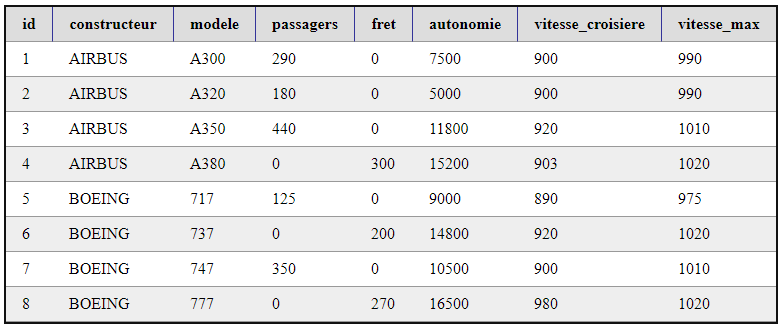 id constructeur modele passagers fret autonomie vitesse_croisiere vitesse_max
1 AIRBUS A300 290 0 7500 900 990
2 AIRBUS A320 180 0 5000 900 990
3 AIRBUS A350 440 0 11800 920 1010
4 AIRBUS A380 0 300 15200 903 1020
5 BOEING 717 125 0 9000 890 975
6 BOEING 737 0 200 14800 920 1020
7 BOEING 747 350 0 10500 900 1010
8 BOEING 777 0 270 16500 980 1020